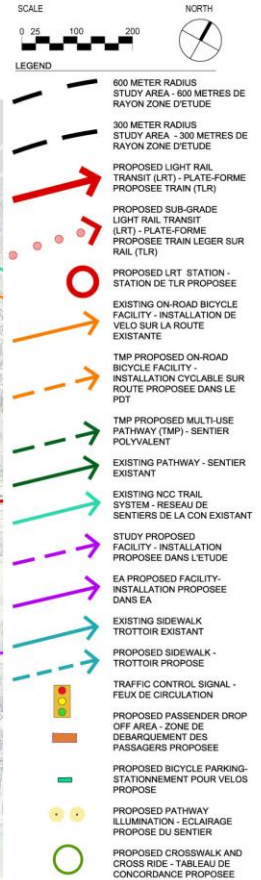 SCALE
NORTH
0 25 100 200
LEGEND
600 METER RADIUS
STUDY AREA - 600 METRES DE
RAYON ZONE D'ETUDE
300 METER RADIUS
STUDY AREA - 300 METRES DE
RAYON ZONE D'ETUDE
PROPOSED LIGHT RAIL
TRANSIT (LRT) - PLATE-FORME
PROPOSEE TRAIN (TLR)
PROPOSED SUB-GRADE
LIGHT RAIL TRANSIT
(LRT) - PLATE-FORME
PROPOSEE TRAIN LEGER SUR
RAIL (TLR)
PROPOSED LRT STATION -
STATION DE TLR PROPOSEE
EXISTING ON-ROAD BICYCLE
FACILITY - INSTALLATION DE
VELO SUR LA ROUTE
EXISTANTE
TMP PROPOSED ON-ROAD
BICYCLE FACILITY -
INSTALLATION CYCLABLE SUR
ROUTE PROPOSEE DANS LE
PDT
TMP PROPOSED MULTI-USE
PATHWAY (TMP) - SENTIER
POLYVALENT
EXISTING PATHWAY - SENTIER
EXISTANT
EXISTING NCC TRAIL
SYSTEM - RESEAU DE
SENTIERS DE LA CCN EXISTANT
STUDY PROPOSED
FACILITY - INSTALLATION
PROPOSEE DANS L'ETUDE
EA PROPOSED FACILITY-
INSTALLATION PROPOSEE
DANS EA
EXISTING SIDEWALK
TROTTOIR EXISTANT
PROPOSED SIDEWALK -
TROTTOIR PROPOSE
TRAFFIC CONTROL SIGNAL -
FEUX DE CIRCULATION
PROPOSED PASSENDER DROP
OFF AREA - ZONE DE
DEBARQUEMENT DES
PASSAGERS PROPOSEE
PROPOSED BICYCLE PARKING-
STATIONNEMENT POUR VELOS
PROPOSE
PROPOSED PATHWAY
ILLUMINATION - ECLAIRAGE
PROPOSE DU SENTIER
PROPOSED CROSSWALK AND
CROSS RIDE - TABLEAU DE
CONCORDANCE PROPOSEE